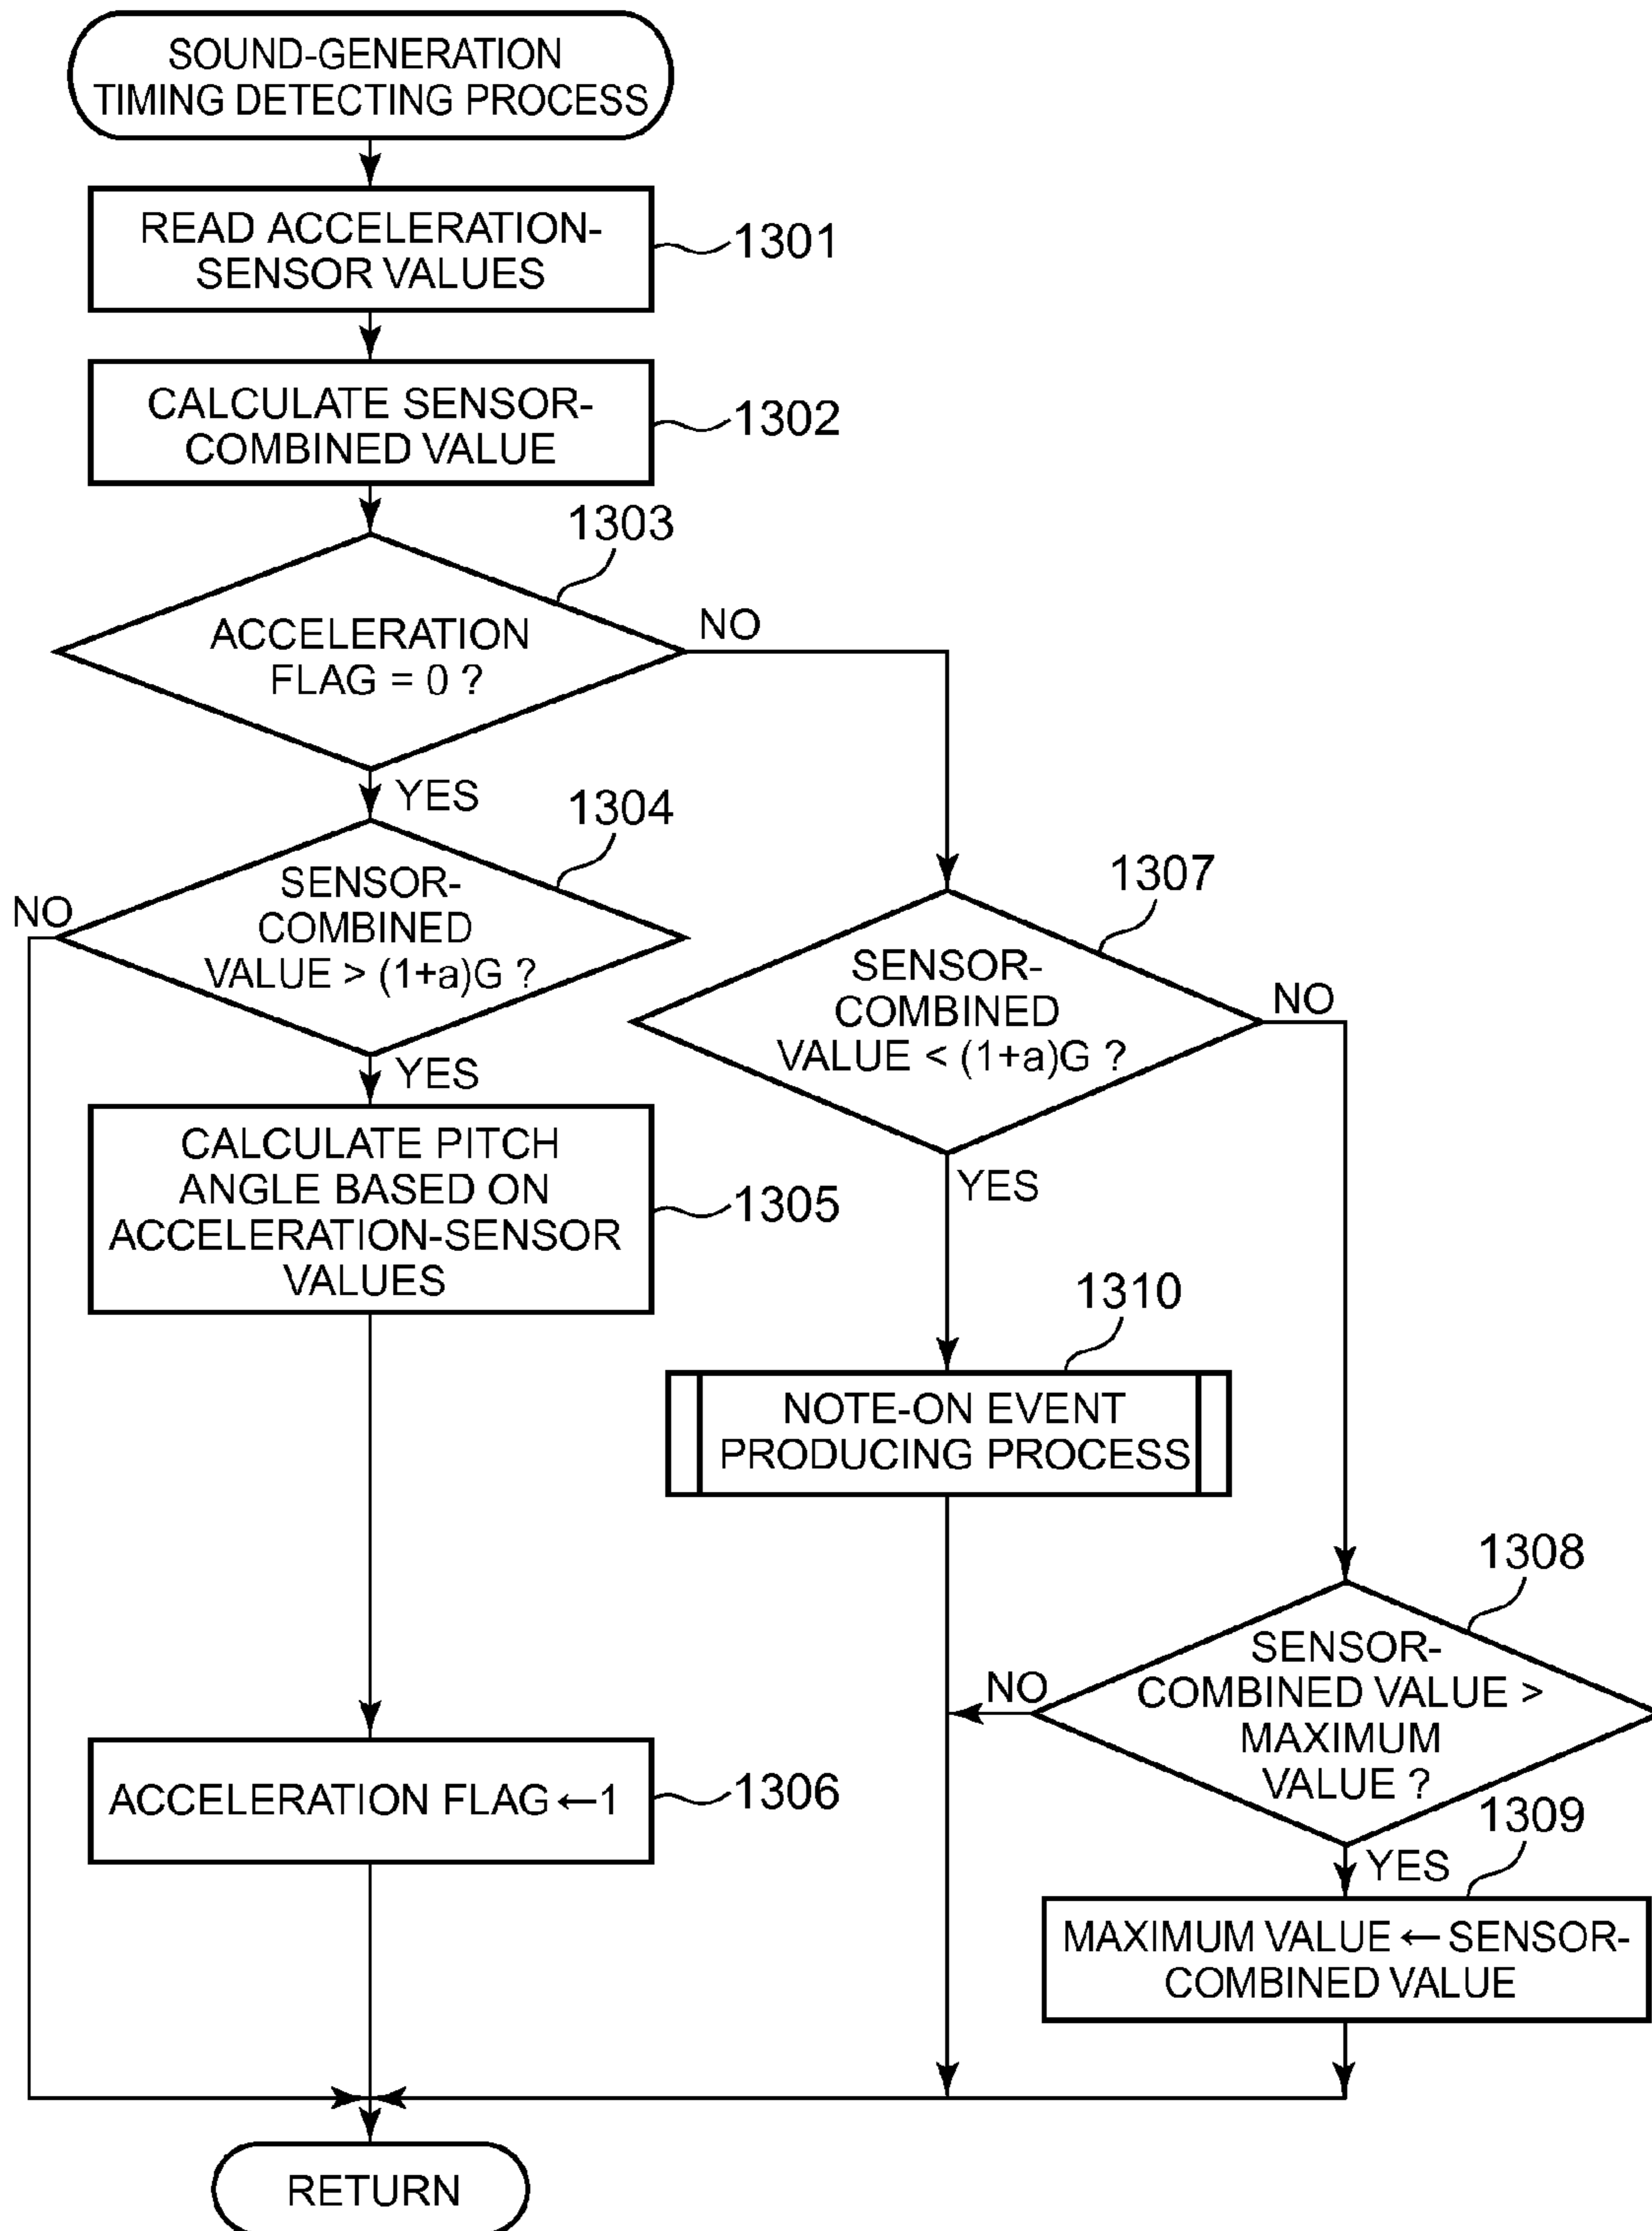 SOUND-GENERATION
TIMING DETECTING PROCESS
READ ACCELERATION-
SENSOR VALUES
1301
CALCULATE SENSOR-
COMBINED VALUE
1302
1303
ACCELERATION
FLAG = 0 ?
NO
YES
1304
SENSOR-
COMBINED
VALUE > (1+a)G ?
NO
YES
1307
SENSOR-
COMBINED
VALUE < (1+a)G ?
NO
YES
CALCULATE PITCH
ANGLE BASED ON
ACCELERATION-SENSOR
VALUES
1305
1310
NOTE-ON EVENT
PRODUCING PROCESS
1308
SENSOR-
COMBINED VALUE >
MAXIMUM
VALUE ?
NO
YES
ACCELERATION FLAG ← 1
1306
1309
MAXIMUM VALUE ← SENSOR-
COMBINED VALUE
RETURN